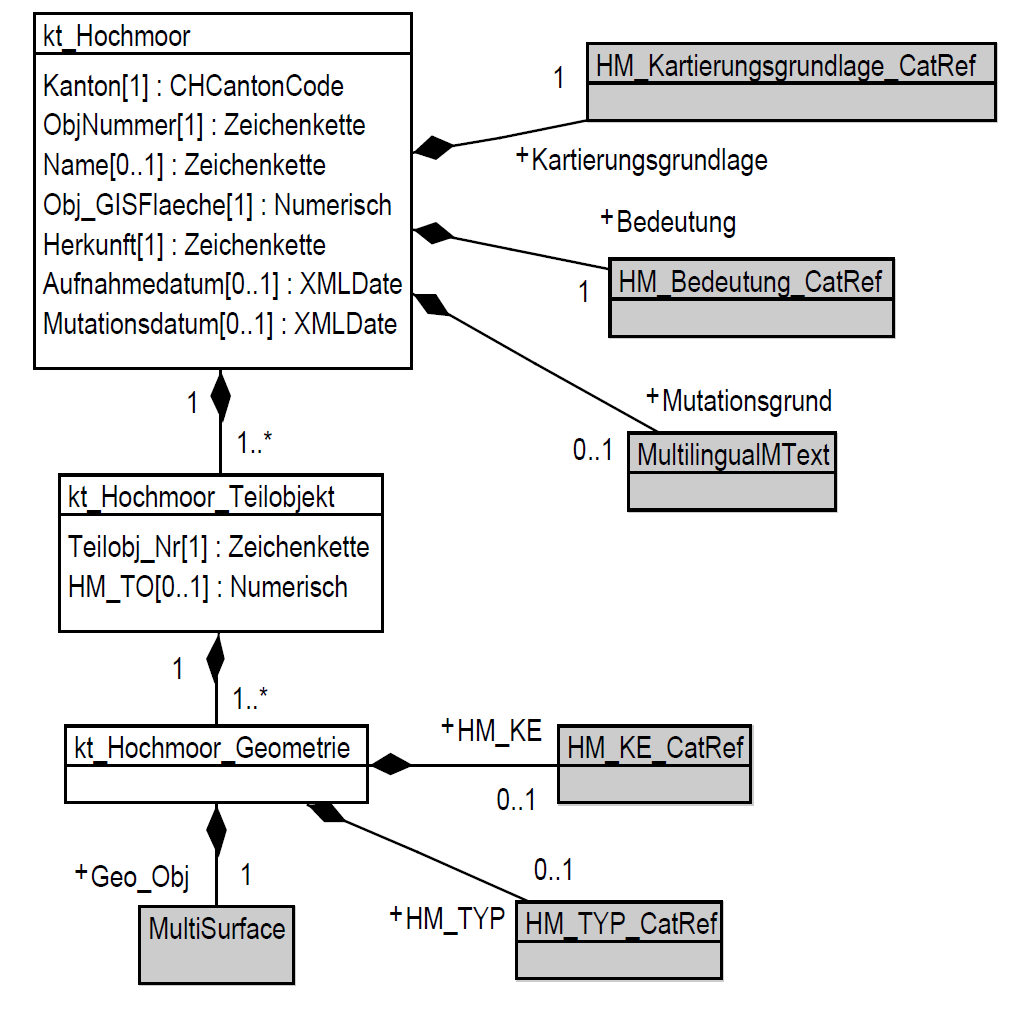 kt_Hochmoor
Kanton[1] : CHCantonCode
ObjNummer[1] : Zeichenkette
Name[0..1] : Zeichenkette
Obj_GISFlaeche[1] : Numerisch
Herkunft[1] : Zeichenkette
Aufnahmedatum[0..1] : XMLDate
Mutationsdatum[0..1] : XMLDate
1
HM_Kartierungsgrundlage_CatRef
+Kartierungsgrundlage
+Bedeutung
1
HM_Bedeutung_CatRef
+Mutationsgrund
0..1
MultilingualMText
1
1..*
kt_Hochmoor_Teilobjekt
Teilobj_Nr[1] : Zeichenkette
HM_TO[0..1] : Numerisch
1
1..*
kt_Hochmoor_Geometrie
+HM_KE
HM_KE_CatRef
0..1
+Geo_Obj
1
MultiSurface
0..1
+HM_TYP
HM_TYP_CatRef